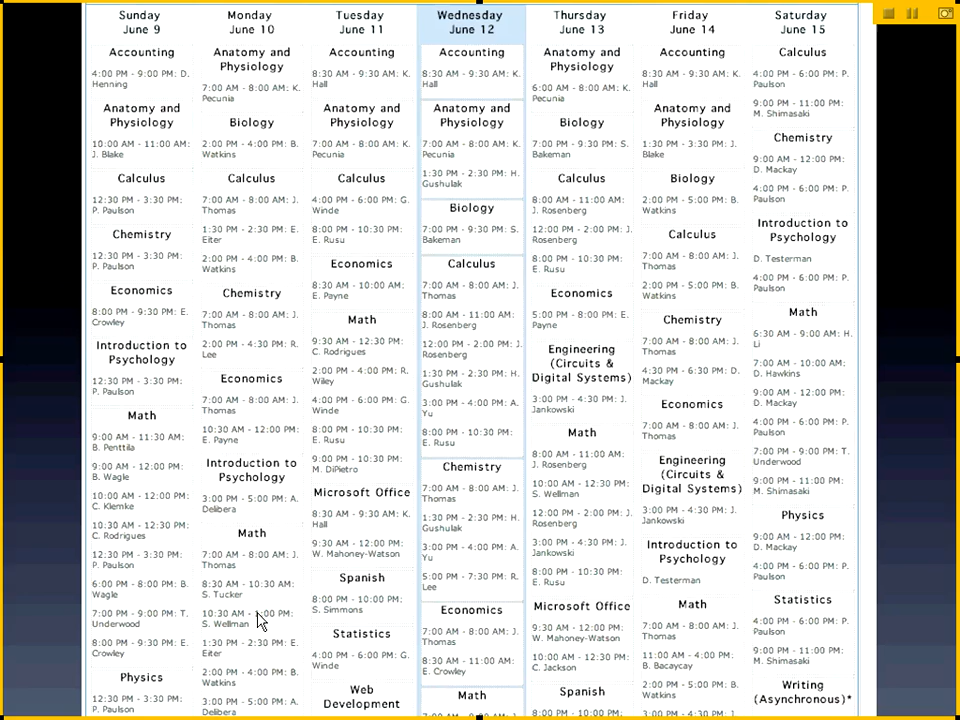 Sunday
June 9
Accounting
4:00 PM - 9:00 PM: D.
Henning
Anatomy and
Physiology
10:00 AM - 11:00 AM:
J. Blake
Calculus
12:30 PM - 3:30 PM:
P. Paulson
Chemistry
12:30 PM - 3:30 PM:
P. Paulson
Economics
8:00 PM - 9:30 PM: E.
Crowley
Introduction to
Psychology
12:30 PM - 3:30 PM:
P. Paulson
Math
9:00 AM - 11:30 AM:
B. Penttila
9:00 AM - 12:00 PM:
B. Wagle
10:00 AM - 12:00 PM:
C. Klemke
10:30 AM - 12:30 PM:
C. Rodrigues
12:30 PM - 3:30 PM:
P. Paulson
6:00 PM - 8:00 PM: B.
Wagle
7:00 PM - 9:00 PM: T.
Underwood
8:00 PM - 9:30 PM: E.
Crowley
Physics
12:30 PM - 3:30 PM:
P. Paulson
Monday
June 10
Anatomy and
Physiology
7:00 AM - 8:00 AM: K.
Pecunia
Biology
2:00 PM - 4:00 PM: B.
Watkins
Calculus
7:00 AM - 8:00 AM: J.
Thomas
1:30 PM - 2:30 PM: E.
Eiter
2:00 PM - 4:00 PM: B.
Watkins
Chemistry
7:00 AM - 8:00 AM: J.
Thomas
2:00 PM - 4:30 PM: R.
Lee
Economics
7:00 AM - 8:00 AM: J.
Thomas
10:30 AM - 12:00 PM:
E. Payne
Introduction to
Psychology
3:00 PM - 5:00 PM: A.
Delibera
Math
7:00 AM - 8:00 AM: J.
Thomas
8:30 AM - 10:30 AM:
S. Tucker
10:30 AM - :00 PM:
S. Wellman
1:30 PM - 2:30 PM: E.
Eiter
2:00 PM - 4:00 PM: B.
Watkins
3:00 PM - 5:00 PM: A.
Delibera
Tuesday
June 11
Accounting
8:30 AM - 9:30 AM: K.
Hall
Anatomy and
Physiology
7:00 AM - 8:00 AM: K.
Pecunia
Calculus
4:00 PM - 6:00 PM: G.
Winde
8:00 PM - 10:30 PM:
E. Rusu
Economics
8:30 AM - 10:00 AM:
E. Payne
Math
9:30 AM - 12:30 PM:
C. Rodrigues
2:00 PM - 4:00 PM: R.
Wiley
4:00 PM - 6:00 PM: G.
Winde
8:00 PM - 10:30 PM:
E. Rusu
9:00 PM - 10:30 PM:
M. DiPietro
Microsoft Office
8:30 AM - 9:30 AM: K.
Hall
9:30 AM - 12:00 PM:
W. Mahoney-Watson
Spanish
8:00 PM - 10:00 PM:
S. Simmons
Statistics
4:00 PM - 6:00 PM: G.
Winde
Web
Development
Wednesday
June 12
Accounting
8:30 AM - 9:30 AM: K.
Hall
Anatomy and
Physiology
7:00 AM - 8:00 AM: K.
Pecunia
1:30 PM - 2:30 PM: H.
Gushulak
Biology
7:00 PM - 9:30 PM: S.
Bakeman
Calculus
7:00 AM - 8:00 AM: J.
Thomas
8:00 AM - 11:00 AM:
J. Rosenberg
12:00 PM - 2:00 PM: J.
Rosenberg
1:30 PM - 2:30 PM: H.
Gushulak
3:00 PM - 4:00 PM: A.
Yu
8:00 PM - 10:30 PM:
E. Rusu
Chemistry
7:00 AM - 8:00 AM: J.
Thomas
1:30 PM - 2:30 PM: H.
Gushulak
3:00 PM - 4:00 PM: A.
Yu
5:00 PM - 7:30 PM: R.
Lee
Economics
7:00 AM - 8:00 AM: J.
Thomas
8:30 AM - 11:00 AM:
E. Crowley
Math
7:00 AM - 8:00 AM: J.
Thursday
June 13
Anatomy and
Physiology
6:00 AM - 8:00 AM: K.
Pecunia
Biology
7:00 PM - 9:30 PM: S.
Bakeman
Calculus
8:00 AM - 11:00 AM:
J. Rosenberg
12:00 PM - 2:00 PM: J.
Rosenberg
8:00 PM - 10:30 PM:
E. Rusu
Economics
5:00 PM - 8:00 PM: E.
Payne
Engineering
(Circuits &
Digital Systems)
3:00 PM - 4:30 PM: J.
Jankowski
Math
8:00 AM - 11:00 AM:
J. Rosenberg
10:00 AM - 12:30 PM:
S. Wellman
12:00 PM - 2:00 PM: J.
Rosenberg
3:00 PM - 4:30 PM: J.
Jankowski
8:00 PM - 10:30 PM:
E. Rusu
Microsoft Office
9:30 AM - 12:00 PM:
W. Mahoney-Watson
10:00 AM - 12:30 PM:
C. Jackson
Spanish
8:00 PM - 10:00 PM:
Friday
June 14
Accounting
8:30 AM - 9:30 AM: K.
Hall
Anatomy and
Physiology
1:30 PM - 3:30 PM: J.
Blake
Biology
2:00 PM - 5:00 PM: B.
Watkins
Calculus
7:00 AM - 8:00 AM: J.
Thomas
2:00 PM - 5:00 PM: B.
Watkins
Chemistry
7:00 AM - 8:00 AM: J.
Thomas
4:30 PM - 6:30 PM: D.
Mackay
Economics
7:00 AM - 8:00 AM: J.
Thomas
Engineering
(Circuits &
Digital Systems)
3:00 PM - 4:30 PM: J.
Jankowski
Introduction to
Psychology
D. Testerman
Math
7:00 AM - 8:00 AM: J.
Thomas
11:00 AM - 4:00 PM:
B. Bacaycay
2:00 PM - 5:00 PM: B.
Watkins
3:00 PM - 4:30 PM: J.
Saturday
June 15
Calculus
4:00 PM - 6:00 PM: P.
Paulson
9:00 PM - 11:00 PM:
M. Shimasaki
Chemistry
9:00 AM - 12:00 PM:
D. Mackay
4:00 PM - 6:00 PM: P.
Paulson
Introduction to
Psychology
D. Testerman
4:00 PM - 6:00 PM: P.
Paulson
Math
6:30 AM - 9:00 AM: H.
Li
7:00 AM - 10:00 AM:
D. Hawkins
9:00 AM - 12:00 PM:
D. Mackay
4:00 PM - 6:00 PM: P.
Paulson
7:00 PM - 9:00 PM: T.
Underwood
9:00 PM - 11:00 PM:
M. Shimasaki
Physics
9:00 AM - 12:00 PM:
D. Mackay
4:00 PM - 6:00 PM: P.
Paulson
Statistics
4:00 PM - 6:00 PM: P.
Paulson
9:00 PM - 11:00 PM:
M. Shimasaki
Writing
(Asynchronous)*